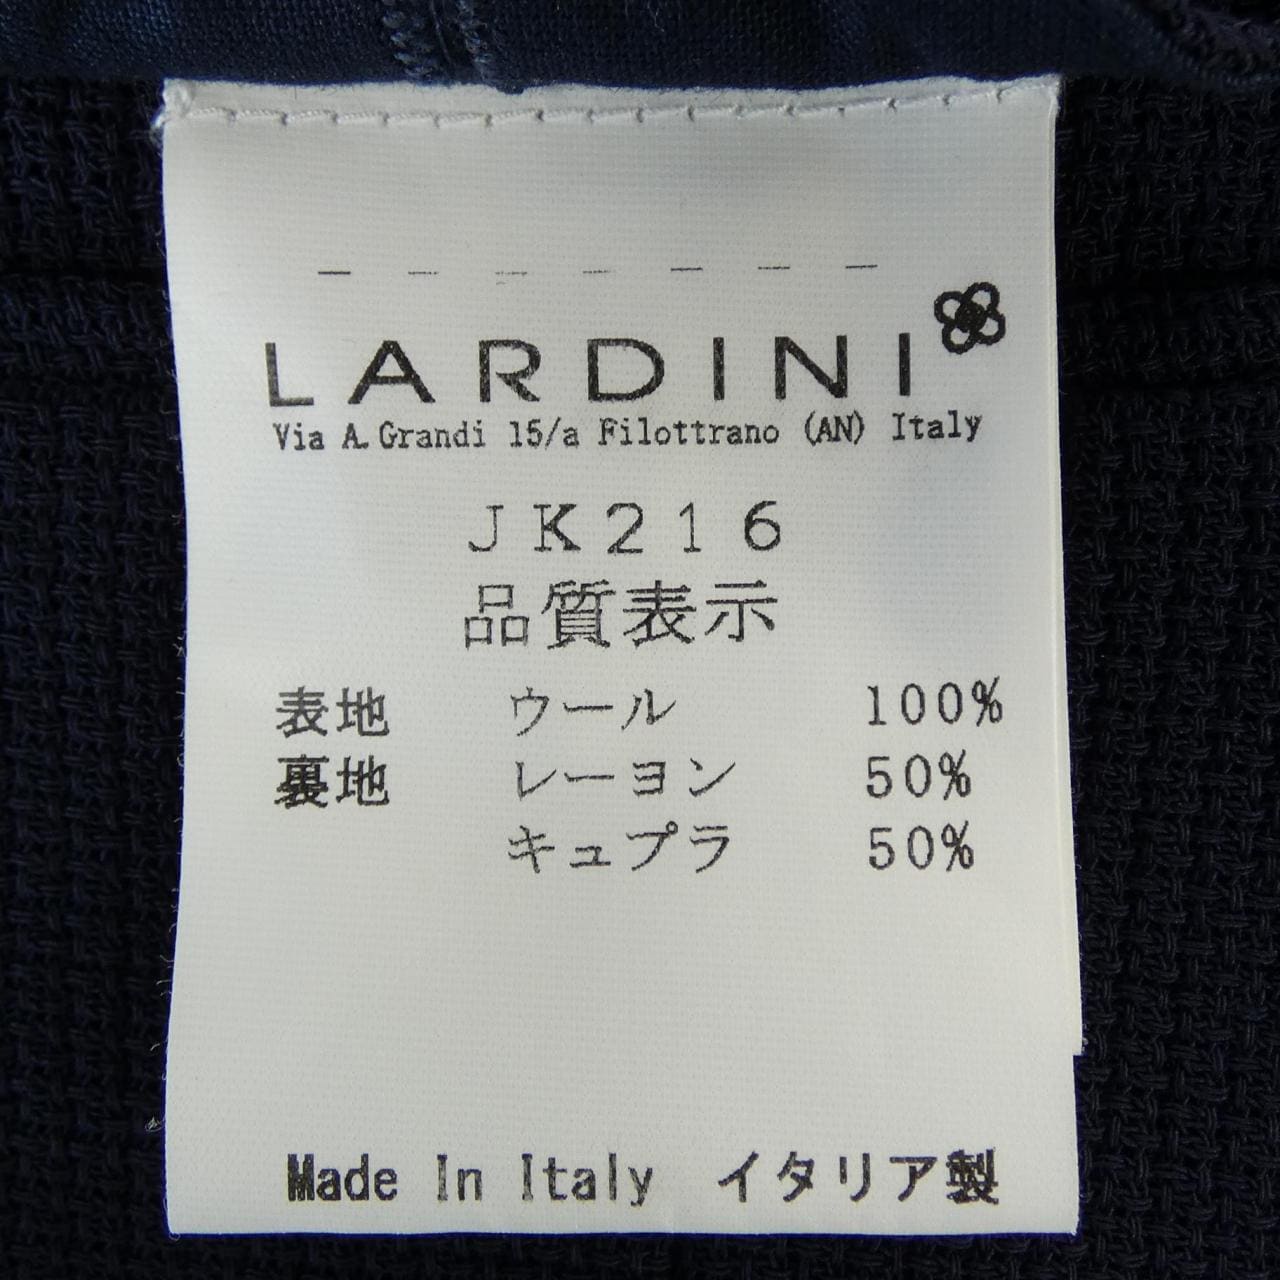 LARDINI
Via A. Grandi 15/a Filottrano (AN) Italy
JK216
品質表示
表地 ウール 100%
裏地 レーヨン 50%
キュプラ 50%
Made In Italy イタリア製